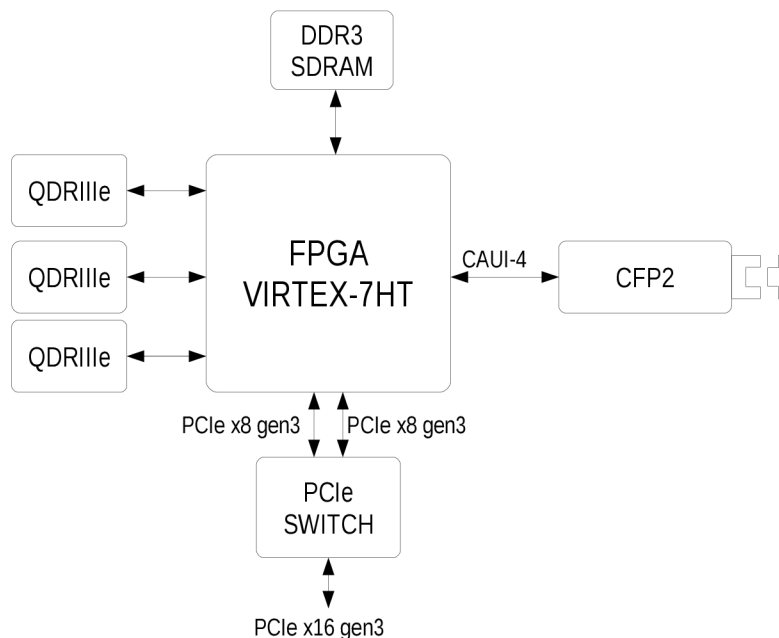 DDR3
SDRAM
QDRIIIe
QDRIIIe
QDRIIIe
FPGA
VIRTEX-7HT
CAUI-4
CFP2
PCIe x8 gen3
PCIe x8 gen3
PCIe
SWITCH
PCIe x16 gen3